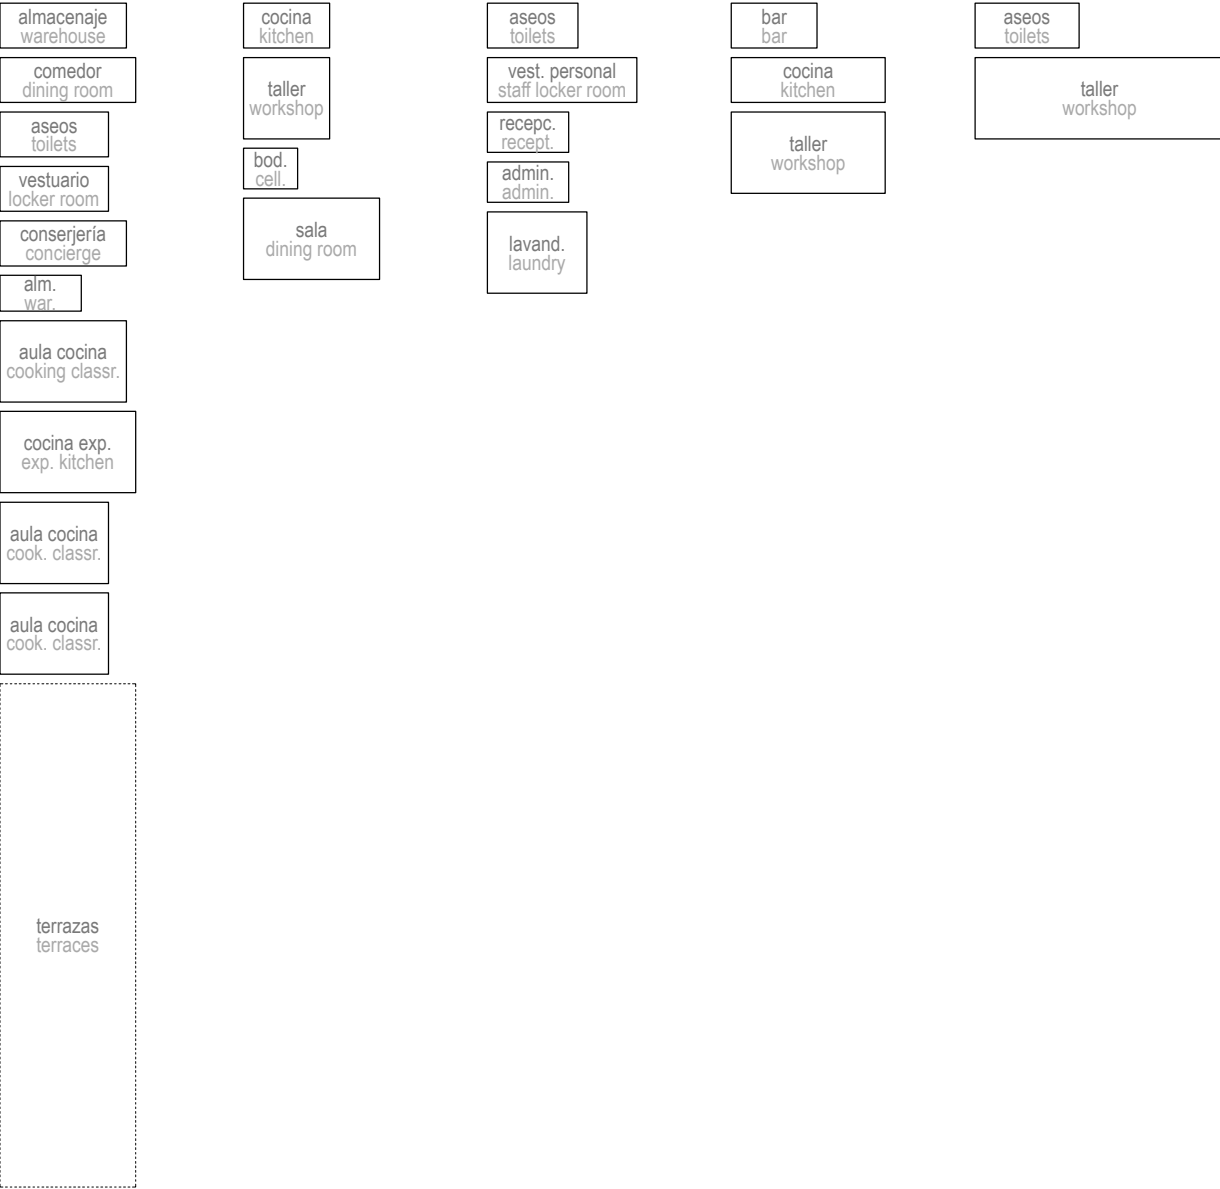 almacenaje
warehouse
comedor
dining room
aseos
toilets
vestuario
locker room
conserjería
concierge
alm.
war.
aula cocina
cooking classr.
cocina exp.
exp. kitchen
aula cocina
cook. classr.
aula cocina
cook. classr.
terrazas
terraces
cocina
kitchen
taller
workshop
bod.
cell.
sala
dining room
aseos
toilets
vest. personal
staff locker room
recepc.
recept.
admin.
admin.
lavand.
laundry
bar
bar
cocina
kitchen
taller
workshop
aseos
toilets
taller
workshop